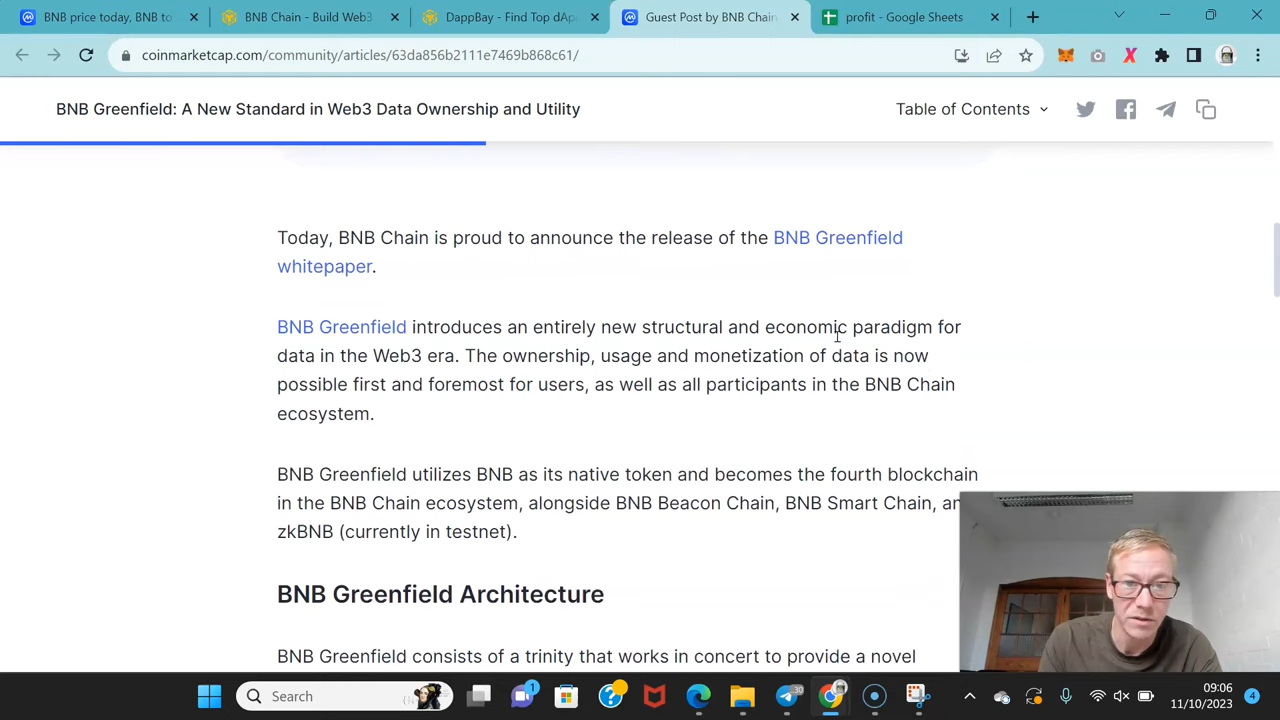 BNB price today, BNB to
BNB Chain - Build Web3
DappBay - Find Top dAp
Guest Post by BNB Chain
profit - Google Sheets
coinmarketcap.com/community/articles/63da856b2111e7469b868c61/
BNB Greenfield: A New Standard in Web3 Data Ownership and Utility
Table of Contents
Today, BNB Chain is proud to announce the release of the BNB Greenfield
whitepaper.
BNB Greenfield introduces an entirely new structural and economic paradigm for
data in the Web3 era. The ownership, usage and monetization of data is now
possible first and foremost for users, as well as all participants in the BNB Chain
ecosystem.
BNB Greenfield utilizes BNB as its native token and becomes the fourth blockchain
in the BNB Chain ecosystem, alongside BNB Beacon Chain, BNB Smart Chain, an
zkBNB (currently in testnet).
BNB Greenfield Architecture
BNB Greenfield consists of a trinity that works in concert to provide a novel
Search
1
30
09:06
11/10/2023
4